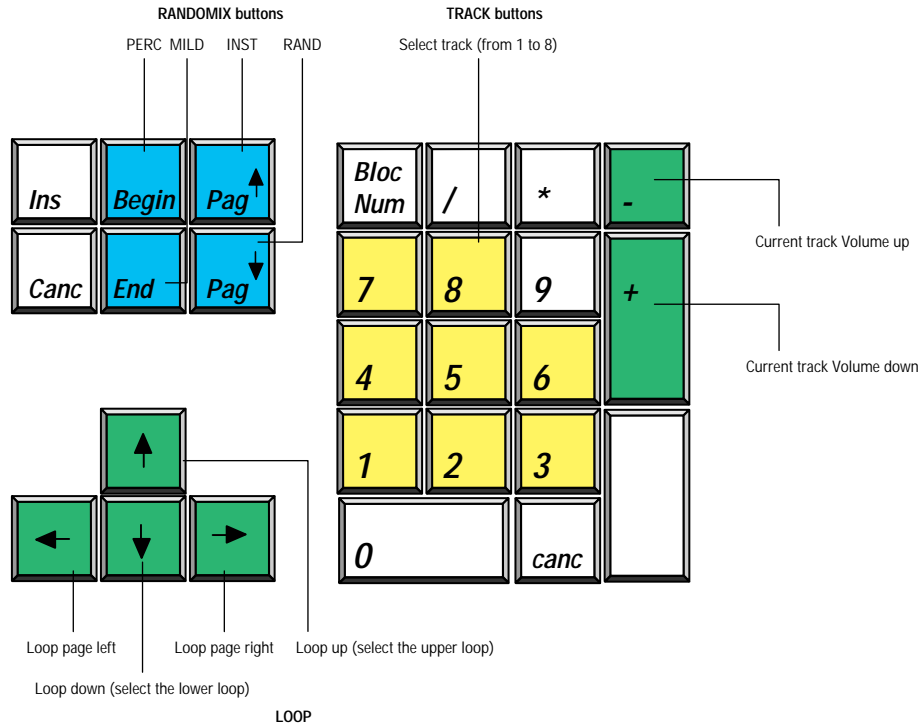 RANDOMIX buttons
TRACK buttons
PERC MILD INST RAND
Select track (from 1 to 8)
Ins Begin Pag
Canc End Pag
Bloc Num / * -
7 8 9 +
4 5 6
1 2 3
0 canc
Current track Volume up
Current track Volume down
Loop page left
Loop page right
Loop up (select the upper loop)
Loop down (select the lower loop)
LOOP